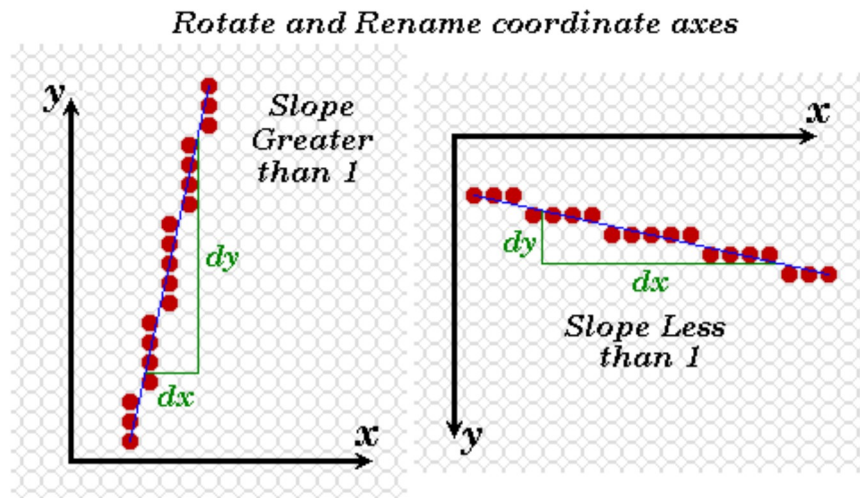 Rotate and Rename coordinate axes
y
Slope
Greater
than 1
dy
dx
x
x
dy
dx
Slope Less
than 1
y